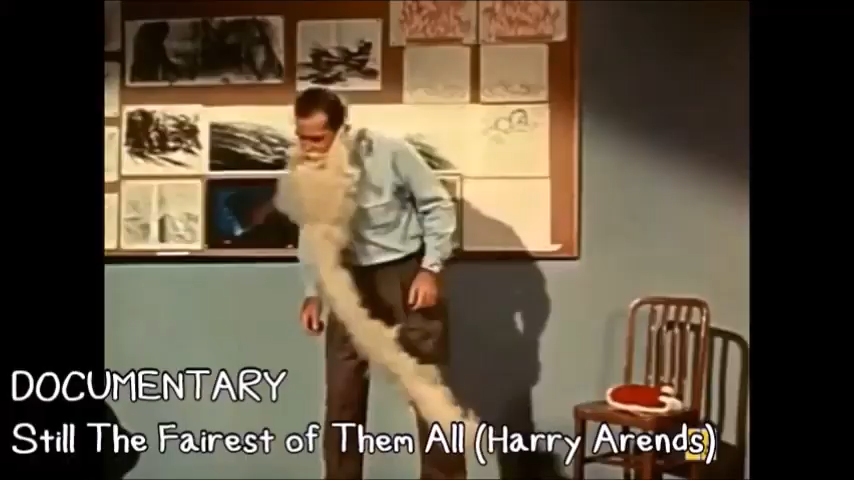 DOCUMENTARY
Still The Fairest of Them All (Harry Arends)